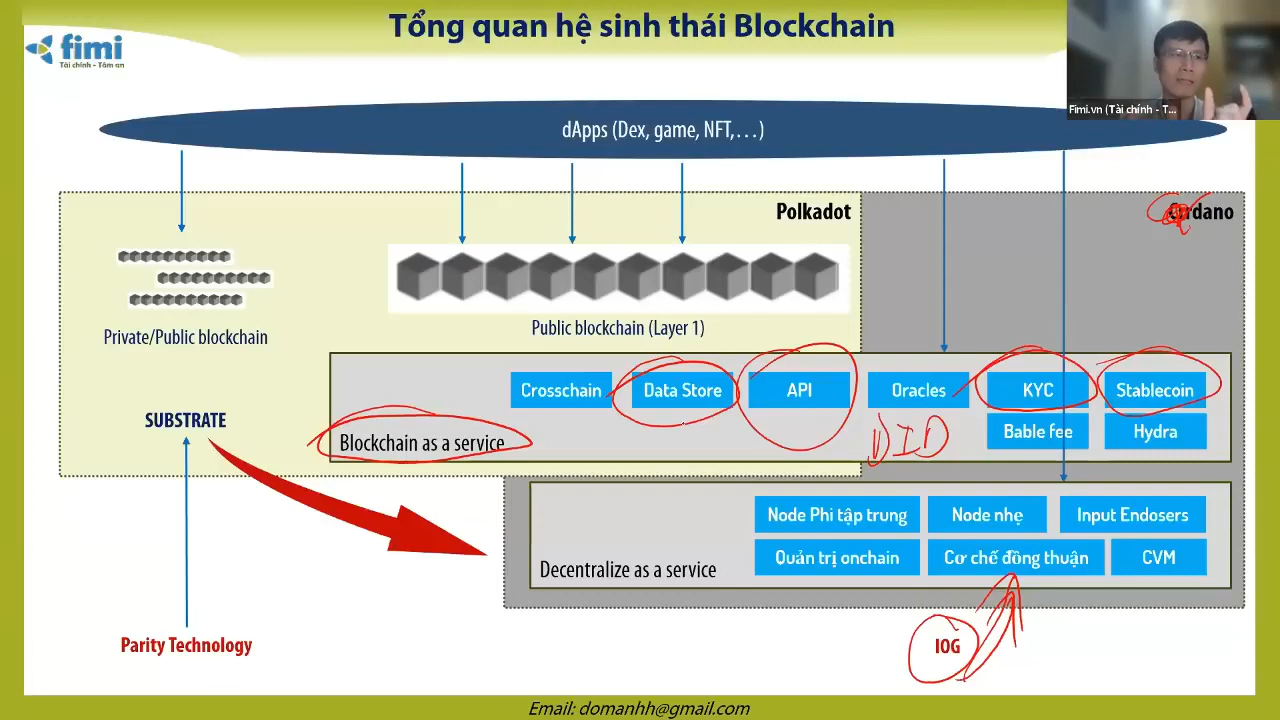 Tổng quan hệ sinh thái Blockchain
fimi
Tài chính - Tâm an
Fimi.vn (Tài chính - T...
dApps (Dex, game, NFT,...)
Polkadot
rdano
Private/Public blockchain
Public blockchain (Layer 1)
Crosschain
Data Store
API
Oracles
KYC
Stablecoin
SUBSTRATE
Blockchain as a service
DID
Bable fee
Hydra
Node Phi tập trung
Node nhẹ
Input Endosers
Decentralize as a service
Quản trị onchain
Cơ chế đồng thuận
CVM
Parity Technology
IOG
Email: domanhh@gmail.com